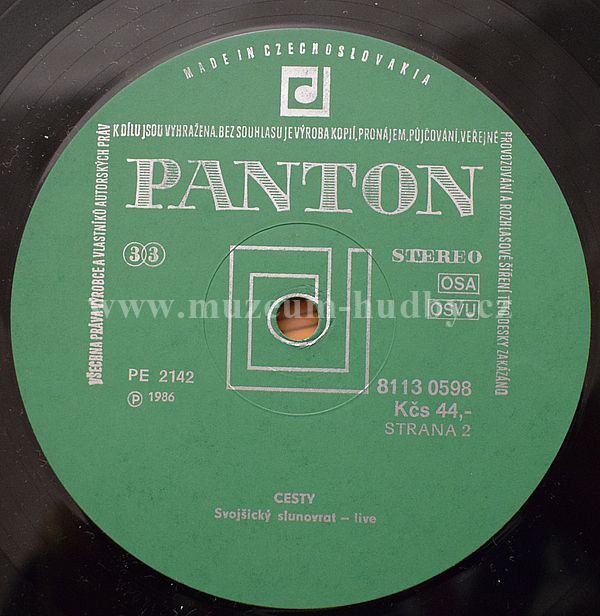 MADE IN CZECHOSLOVAKIA
VŠECHNA PRÁVA VÝROBCE A VLASTNÍKŮ AUTORSKÝCH PRÁV
K DÍLU JSOU VYHRAŽENA. BEZ SOUHLASU JE VÝROBA KOPIÍ, PRONÁJEM, PŮJČOVÁNÍ, VEŘEJNÉ
PROVOZOVÁNÍ A ROZHLASOVÉ ŠÍŘENÍ TÉTO DESKY ZAKÁZÁNO
PANTON
33
STEREO
OSA
OSVU
www.muzeum-hudby.cz
PE 2142
Ⓟ 1986
8113 0598
Kčs 44,-
STRANA 2
CESTY
Svojšický slunovrat – live